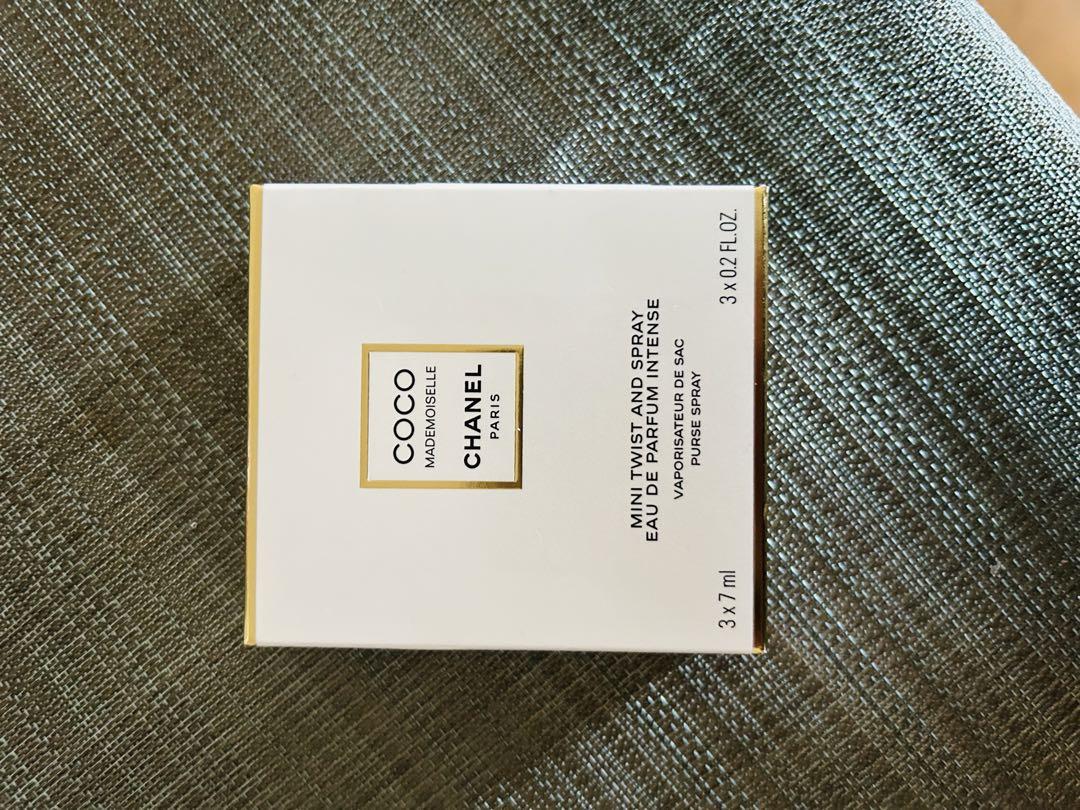 COCO
MADEMOISELLE
CHANEL
PARIS
MINI TWIST AND SPRAY
EAU DE PARFUM INTENSE
VAPORISATEUR DE SAC
PURSE SPRAY
3 x 7 ml
3 x 0.2 FL.OZ.